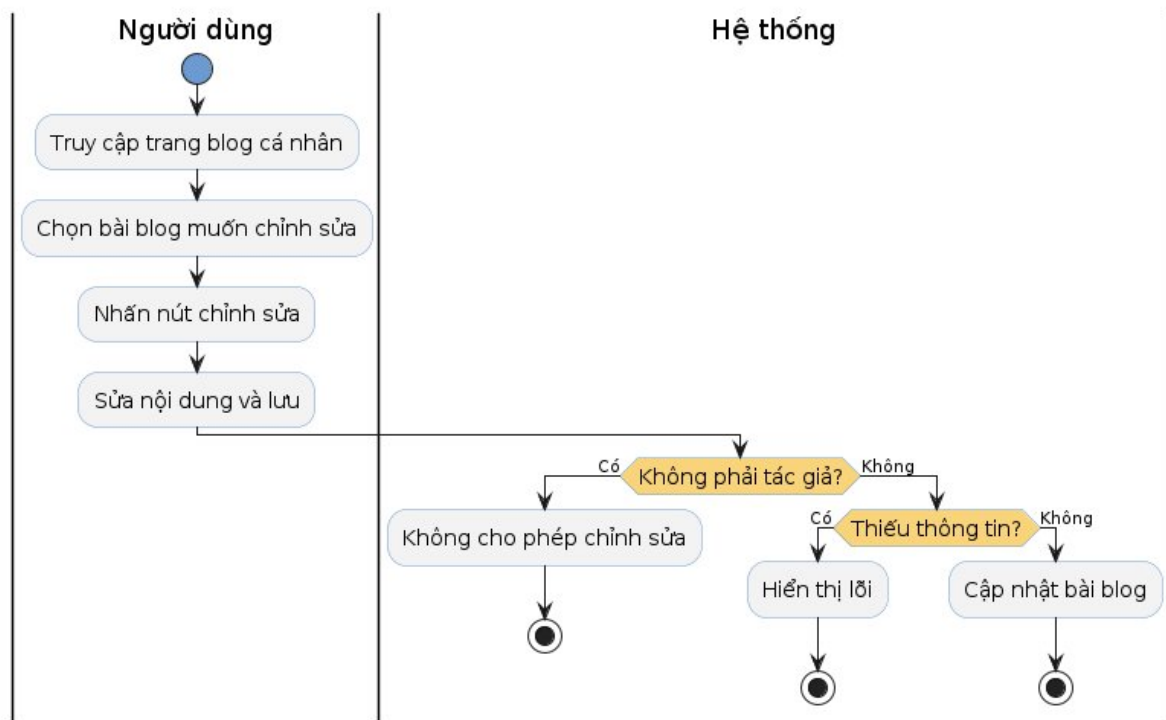 Người dùng
Hệ thống
Truy cập trang blog cá nhân
Chọn bài blog muốn chỉnh sửa
Nhấn nút chỉnh sửa
Sửa nội dung và lưu
Có
Không phải tác giả?
Không
Không cho phép chỉnh sửa
Có
Thiếu thông tin?
Không
Hiển thị lỗi
Cập nhật bài blog